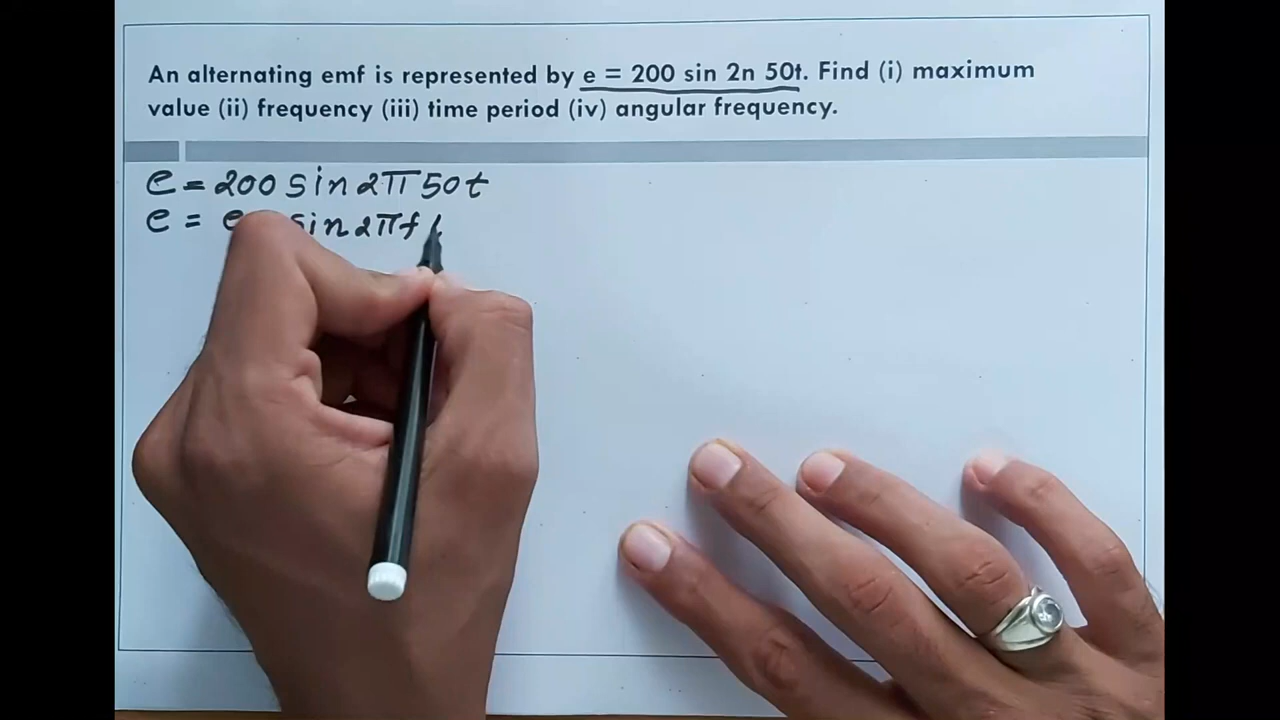 An alternating emf is represented by e = 200 sin 2n 50t. Find (i) maximum
value (ii) frequency (iii) time period (iv) angular frequency.
e = 200 sin 2π 50t
e = sin 2πf